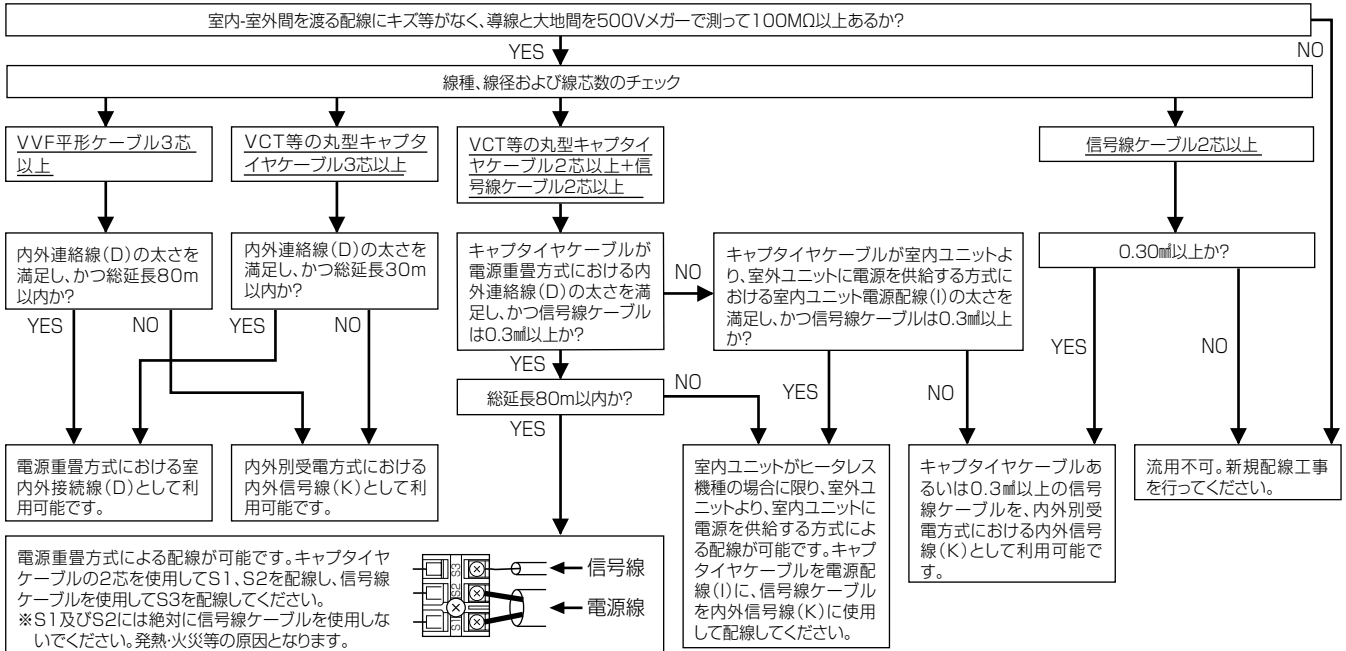 室内-室外間を渡る配線にキズ等がなく、導線と大地間を500Vメガーで測って100MΩ以上あるか?
YES
NO
線種、線径および線芯数のチェック
VVF平形ケーブル3芯
以上
VCT等の丸型キャプタ
イヤケーブル3芯以上
VCT等の丸型キャプタイ
ヤケーブル2芯以上+信
号線ケーブル2芯以上
信号線ケーブル2芯以上
内外連絡線(D)の太さを
満足し、かつ総延長80m
以内か?
内外連絡線(D)の太さを
満足し、かつ総延長30m
以内か?
キャプタイヤケーブルが
電源重畳方式における内
外連絡線(D)の太さを満
足し、かつ信号線ケーブル
は0.3㎟以上か?
NO
キャプタイヤケーブルが室内ユニットよ
り、室外ユニットに電源を供給する方式に
おける室内ユニット電源配線(I)の太さを
満足し、かつ信号線ケーブルは0.3㎟以上
か?
0.30㎟以上か?
YES
NO
YES
NO
YES
総延長80m以内か?
NO
YES
YES
NO
YES
NO
電源重畳方式における室
内外接続線(D)として利
用可能です。
内外別受電方式における
内外信号線(K)として利
用可能です。
室内ユニットがヒータレス
機種の場合に限り、室外ユ
ニットより、室内ユニットに
電源を供給する方式によ
る配線が可能です。キャプ
タイヤケーブルを電源配
線(I)に、信号線ケーブル
を内外信号線(K)に使用
して配線してください。
キャプタイヤケーブルあ
るいは0.3㎟以上の信号
線ケーブルを、内外別受
電方式における内外信号
線(K)として利用可能で
す。
流用不可。新規配線工事
を行ってください。
電源重畳方式による配線が可能です。キャプタイヤ
ケーブルの2芯を使用してS1、S2を配線し、信号線
ケーブルを使用してS3を配線してください。
※S1及びS2には絶対に信号線ケーブルを使用しな
いでください。発熱・火災等の原因となります。
S3
S2
S1
信号線
電源線